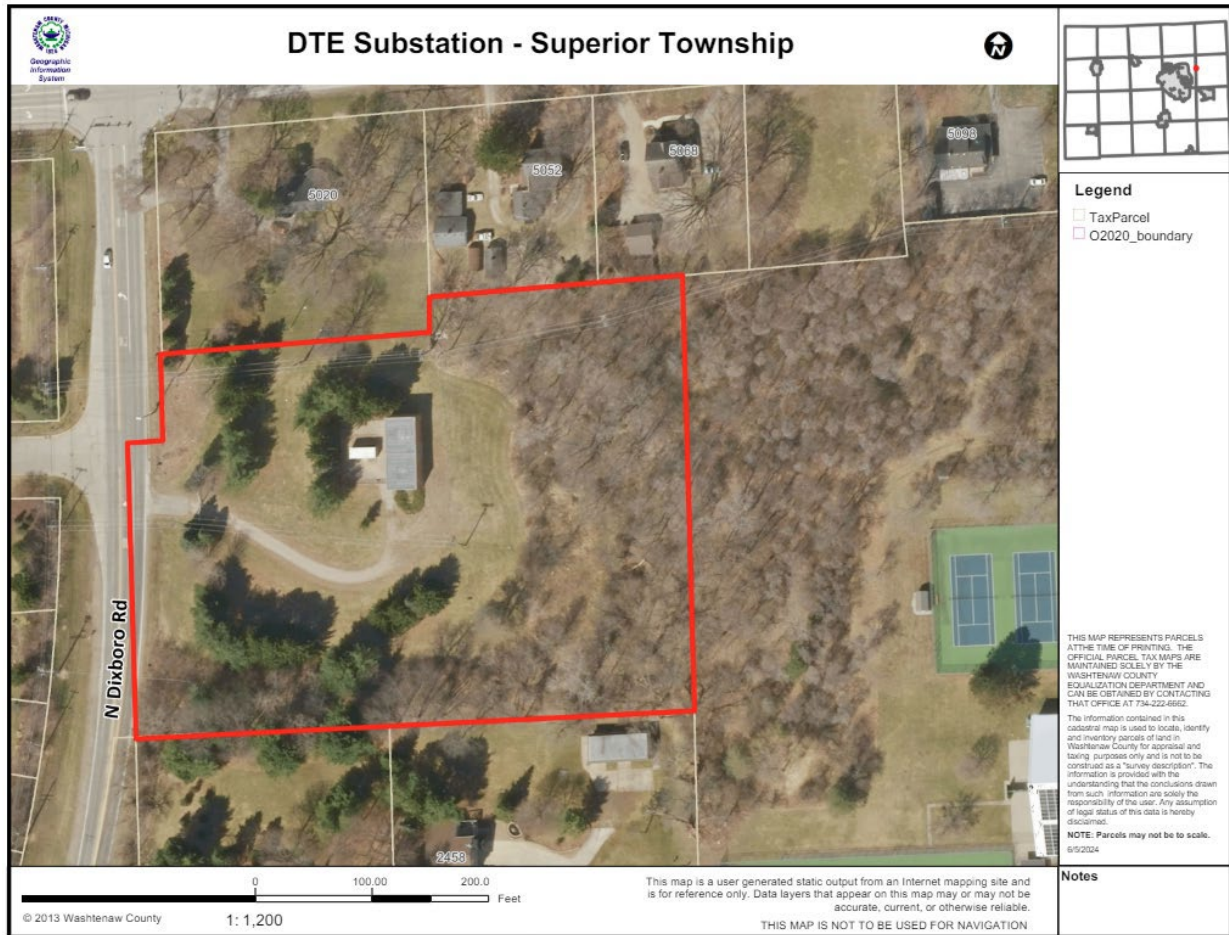 WASHTENAW COUNTY MICHIGAN
Geographic
Information
System
DTE Substation - Superior Township
N
5020
5052
5068
5098
N Dixboro Rd
2458
Legend
TaxParcel
O2020_boundary
THIS MAP REPRESENTS PARCELS
ATTHE TIME OF PRINTING. THE
OFFICIAL PARCEL TAX MAPS ARE
MAINTAINED SOLELY BY THE
WASHTENAW COUNTY
EQUALIZATION DEPARTMENT AND
CAN BE OBTAINED BY CONTACTING
THAT OFFICE AT 734-222-6662.
The information contained in this
cadastral map is used to locate, identify
and inventory parcels of land in
Washtenaw County for appraisal and
taxing purposes only and is not to be
construed as a "survey description". The
information is provided with the
understanding that the conclusions drawn
from such information are solely the
responsibility of the user. Any assumption
of legal status of this data is hereby
disclaimed.
NOTE: Parcels may not be to scale.
6/5/2024
Notes
0 100.00 200.0
Feet
© 2013 Washtenaw County
1: 1,200
This map is a user generated static output from an Internet mapping site and
is for reference only. Data layers that appear on this map may or may not be
accurate, current, or otherwise reliable.
THIS MAP IS NOT TO BE USED FOR NAVIGATION